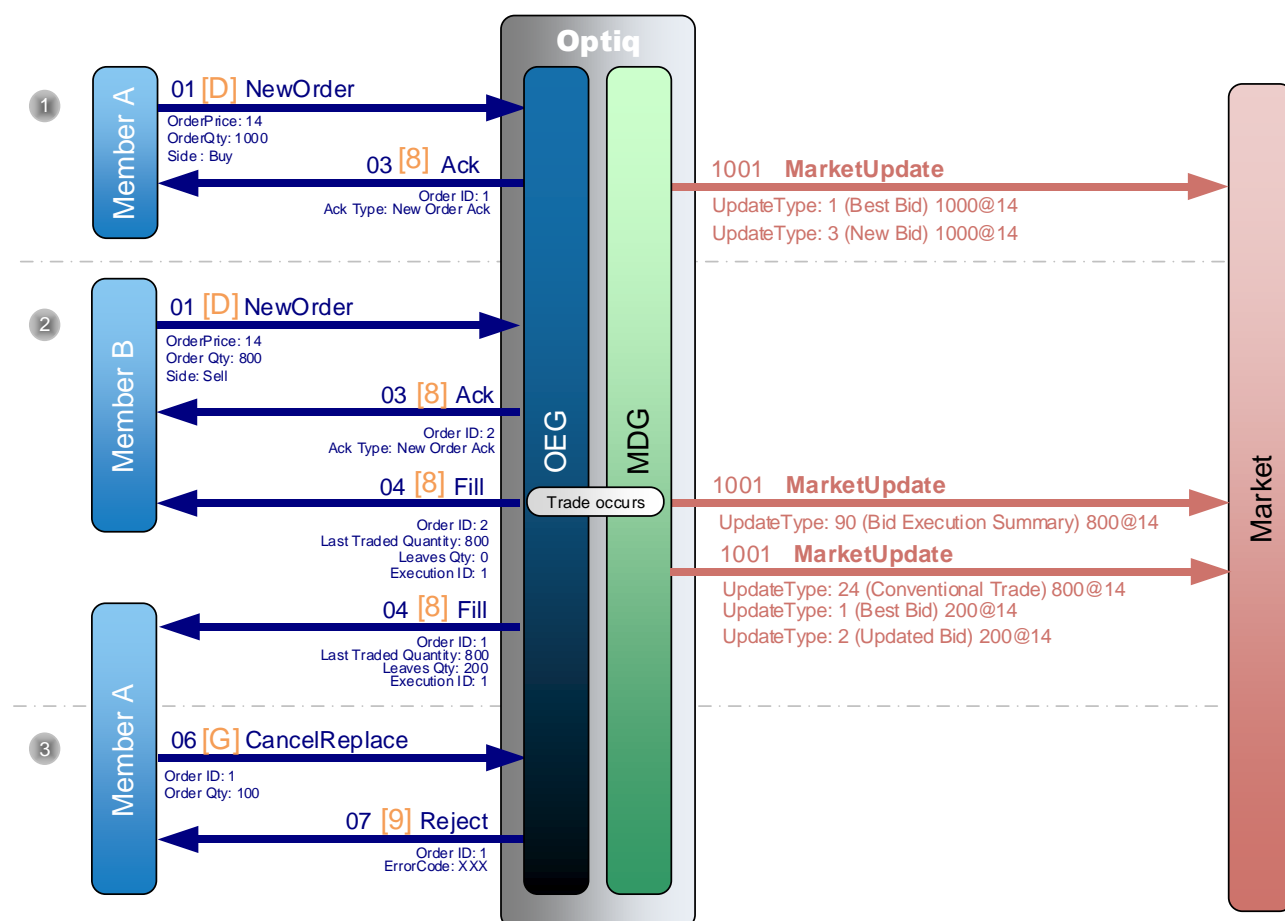 Optiq
1
Member A
01 [D] NewOrder
OrderPrice: 14
OrderQty: 1000
Side : Buy
03 [8] Ack
Order ID: 1
Ack Type: New Order Ack
1001 MarketUpdate
UpdateType: 1 (Best Bid) 1000@14
UpdateType: 3 (New Bid) 1000@14
2
Member B
01 [D] NewOrder
OrderPrice: 14
Order Qty: 800
Side: Sell
03 [8] Ack
Order ID: 2
Ack Type: New Order Ack
OEG
MDG
Market
04 [8] Fill
Order ID: 2
Last Traded Quantity: 800
Leaves Qty: 0
Execution ID: 1
Trade occurs
1001 MarketUpdate
UpdateType: 90 (Bid Execution Summary) 800@14
1001 MarketUpdate
UpdateType: 24 (Conventional Trade) 800@14
UpdateType: 1 (Best Bid) 200@14
UpdateType: 2 (Updated Bid) 200@14
Member A
04 [8] Fill
Order ID: 1
Last Traded Quantity: 800
Leaves Qty: 200
Execution ID: 1
3
06 [G] CancelReplace
Order ID: 1
Order Qty: 100
07 [9] Reject
Order ID: 1
ErrorCode: XXX